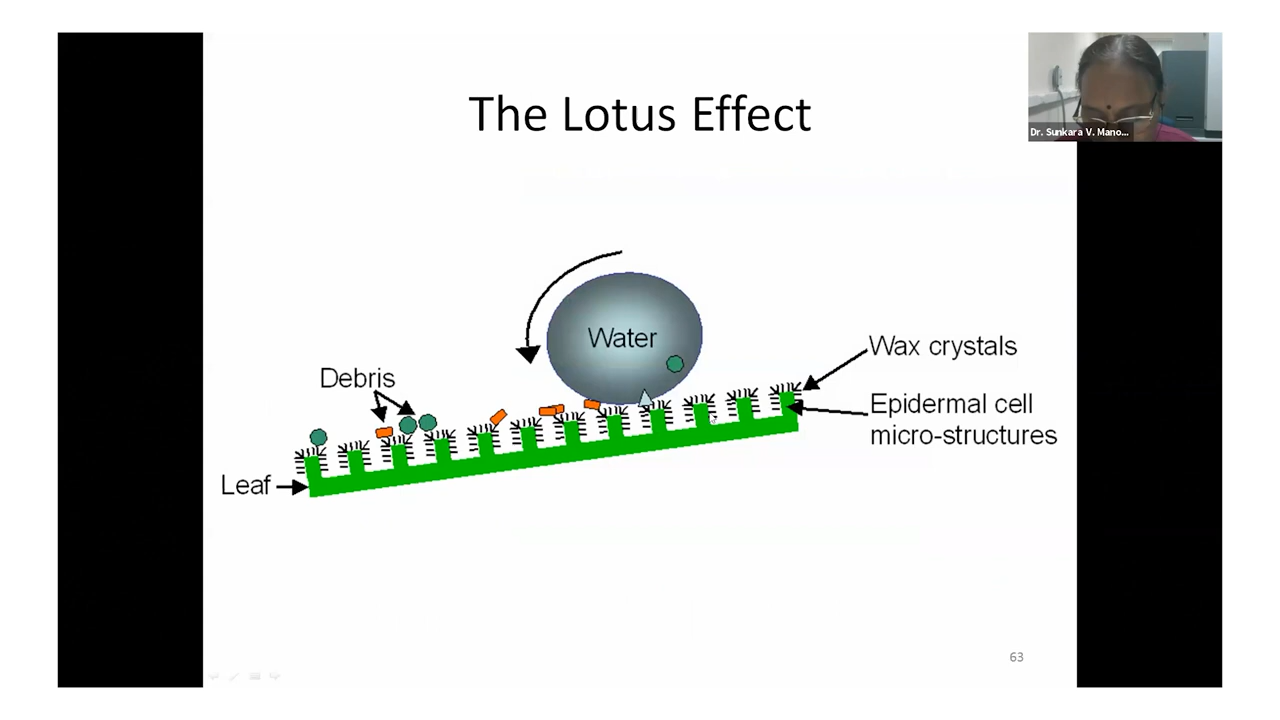 The Lotus Effect
Dr. Sunkara V. Mano...
Water
Debris
Wax crystals
Epidermal cell
micro-structures
Leaf
63